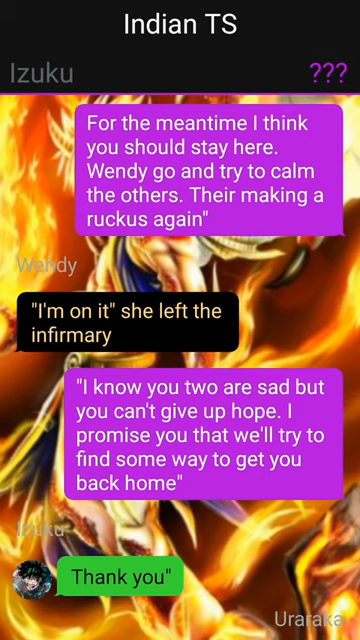 Indian TS
Izuku ???
For the meantime I think
you should stay here.
Wendy go and try to calm
the others. Their making a
ruckus again"
Wendy
"I'm on it" she left the
infirmary
"I know you two are sad but
you can't give up hope. I
promise you that we'll try to
find some way to get you
back home"
Izuku
Thank you"
Uraraka